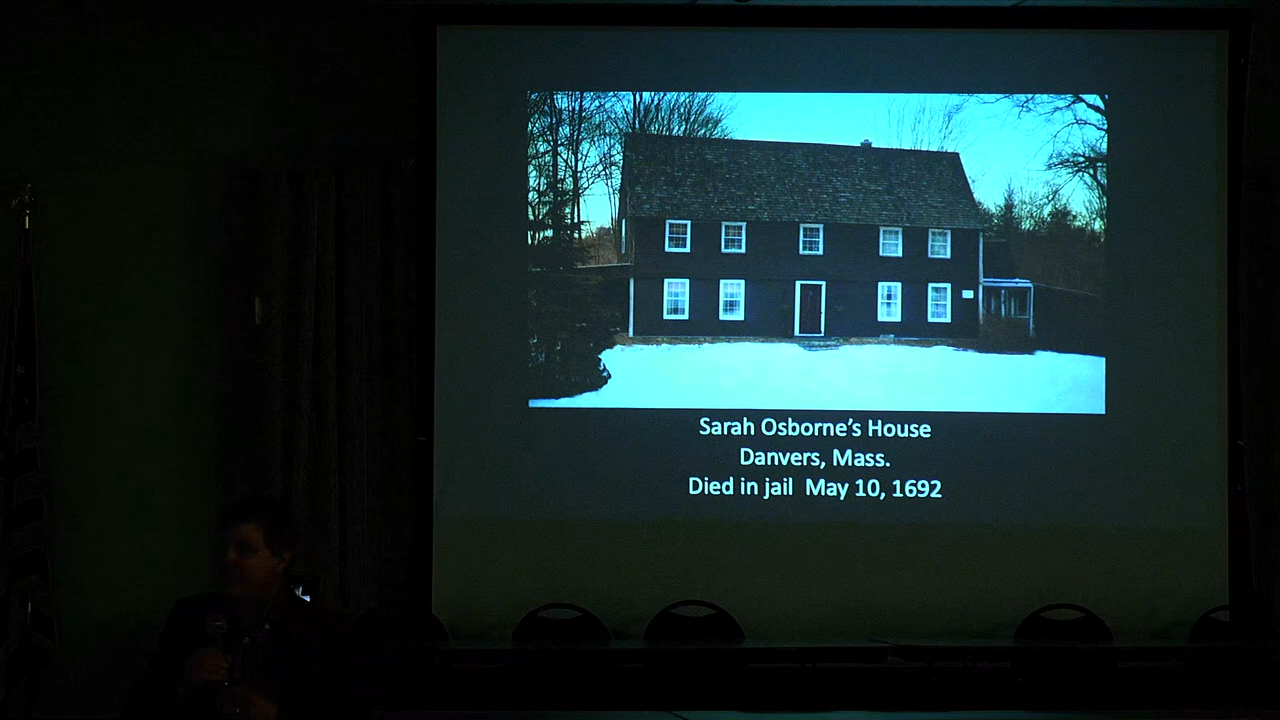 Sarah Osborne’s House
Danvers, Mass.
Died in jail  May 10, 1692